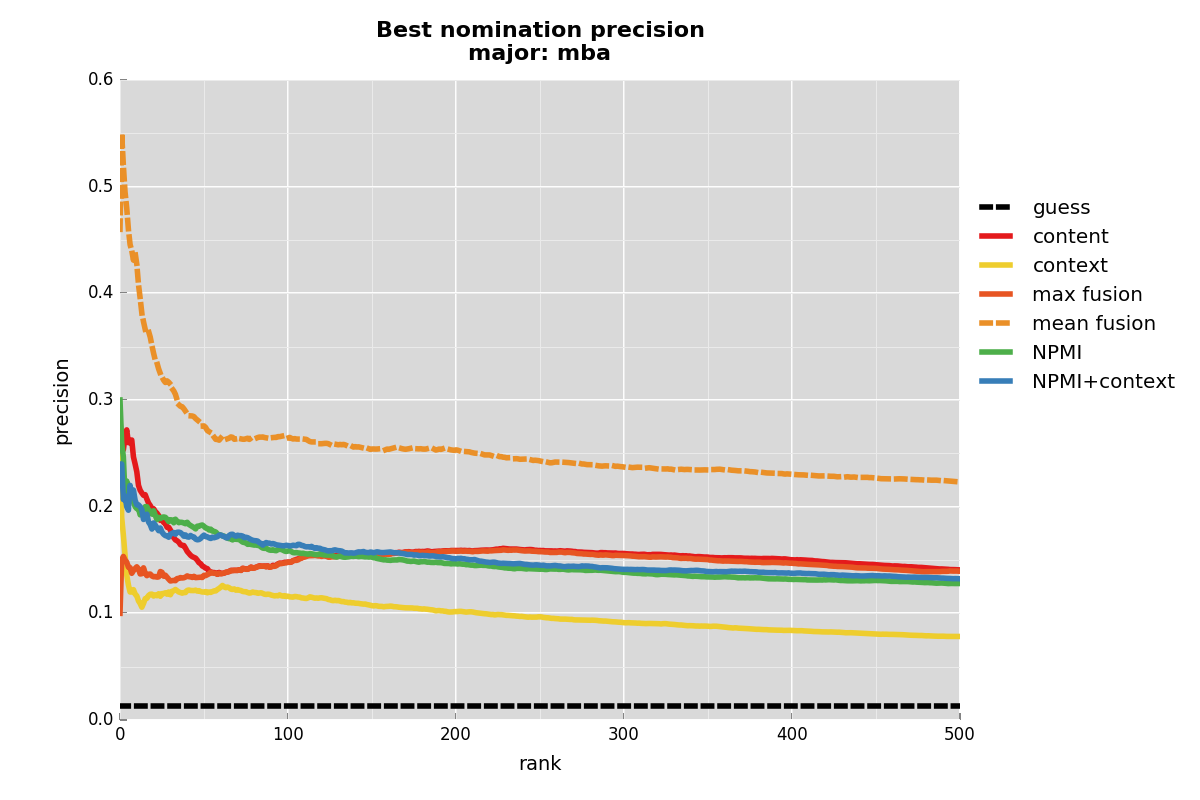 Best nomination precision
major: mba
0.6
0.5
0.4
0.3
0.2
0.1
0.0
precision
0 100 200 300 400 500
rank
guess
content
context
max fusion
mean fusion
NPMI
NPMI+context